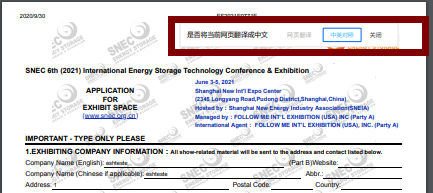 2020/9/30
是否将当前网页翻译成中文 网页翻译 中英对照 关闭
SNEC 6th (2021) International Energy Storage Technology Conference & Exhibition
APPLICATION
FOR
EXHIBIT SPACE
(www.snec.org.cn)
June 3-5, 2021
Shanghai New Int'l Expo Center
(2345 Longyang Road,Pudong District,Shanghai,China)
Hosted by : Shanghai New Energy Industry Association(SNEIA)
Managed by : FOLLOW ME INT'L EXHIBITION (USA) INC (Party A)
International Agent : FOLLOW ME INT'L EXHIBITION (USA), INC. (Party A)
IMPORTANT - TYPE ONLY PLEASE
1.EXHIBITING COMPANY INFORMATION : All show-related material will be sent to the address and contact listed below.
Company Name (English): (Part B)Website:
Company Name (Chinese if applicable): Abbr.:
Address: Postal Code: Country: